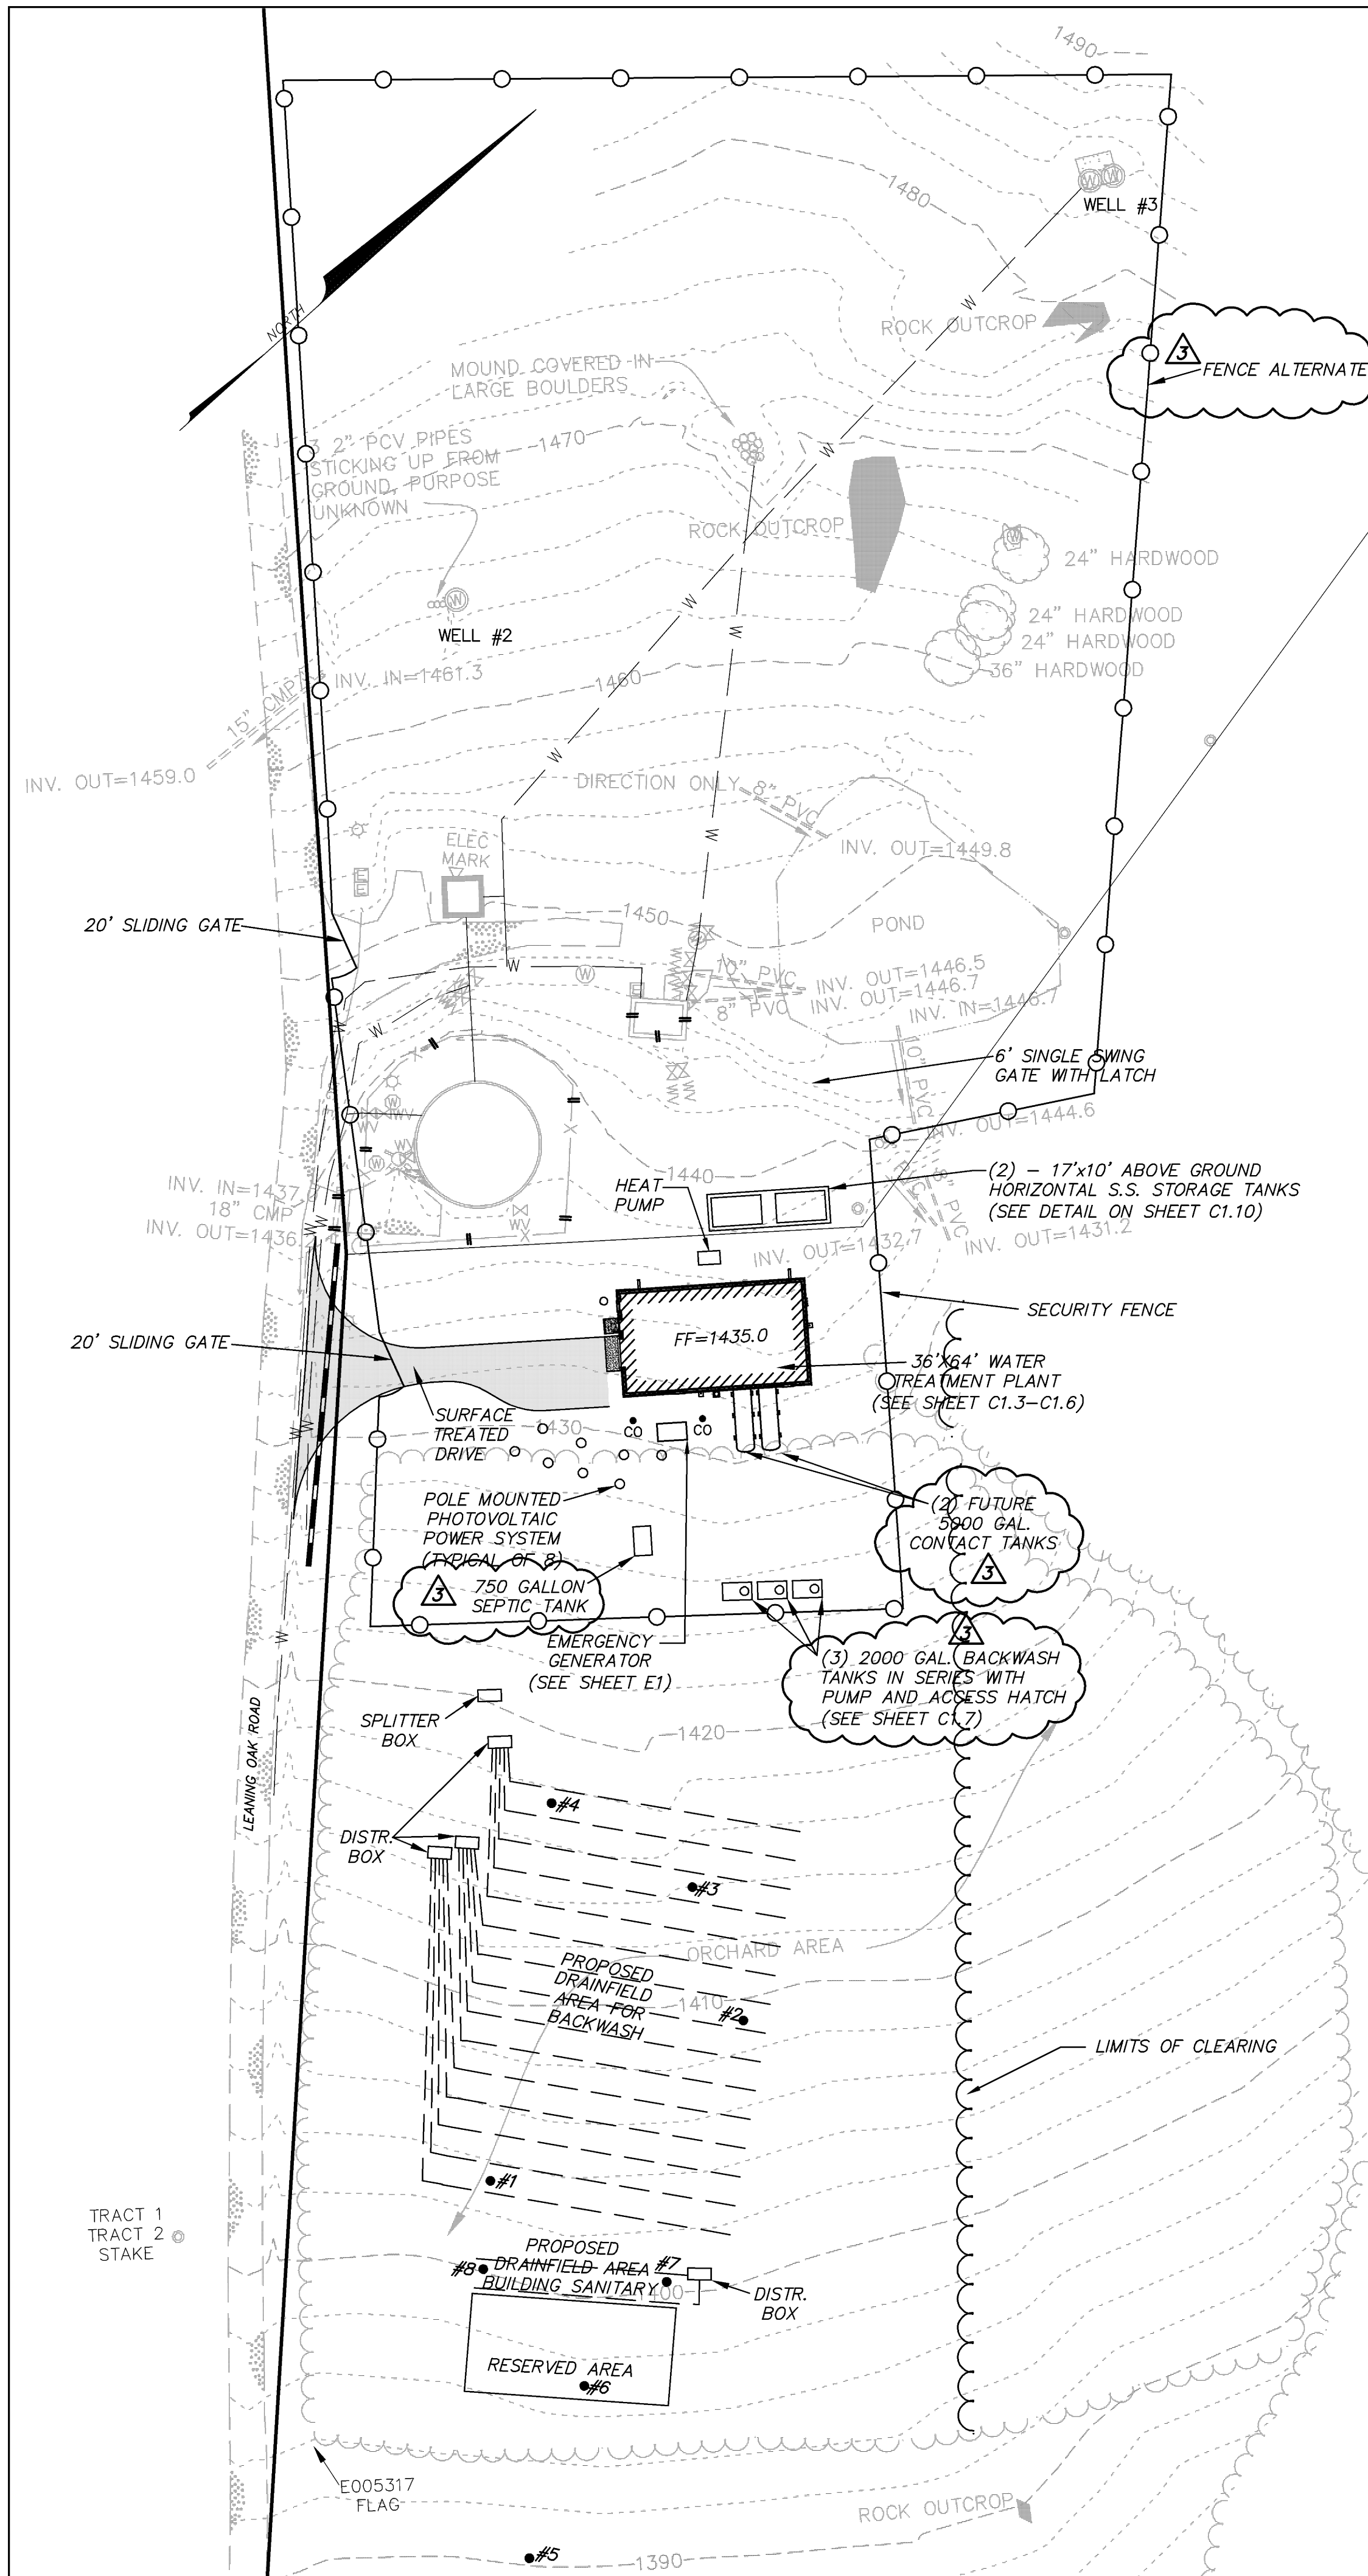 1490
1480
WELL #3
NORTH
ROCK OUTCROP
3
FENCE ALTERNATE
MOUND COVERED IN
LARGE BOULDERS
3 2" PCV PIPES
STICKING UP FROM
GROUND, PURPOSE
UNKNOWN
1470
ROCK OUTCROP
24" HARDWOOD
24" HARDWOOD
24" HARDWOOD
36" HARDWOOD
WELL #2
INV. IN=1461.3
15" CMP
1460
INV. OUT=1459.0
DIRECTION ONLY
8" PVC
INV. OUT=1449.8
ELEC
MARK
E
E
20' SLIDING GATE
1450
POND
10" PVC
INV. OUT=1446.5
INV. OUT=1446.7
8" PVC
INV. IN=1446.7
E
6' SINGLE SWING
GATE WITH LATCH
10" PVC
INV. OUT=1444.6
WV
WV
WV
1440
HEAT
PUMP
(2) - 17'x10' ABOVE GROUND
HORIZONTAL S.S. STORAGE TANKS
(SEE DETAIL ON SHEET C1.10)
INV. IN=1437
18" CMP
INV. OUT=1436
WV
8" PVC
INV. OUT=1432.7
INV. OUT=1431.2
SECURITY FENCE
20' SLIDING GATE
FF=1435.0
36'X64' WATER
TREATMENT PLANT
(SEE SHEET C1.3-C1.6)
SURFACE
TREATED
DRIVE
1430
CO
CO
POLE MOUNTED
PHOTOVOLTAIC
POWER SYSTEM
(TYPICAL OF 8)
(2) FUTURE
5000 GAL.
CONTACT TANKS
3
3
750 GALLON
SEPTIC TANK
EMERGENCY
GENERATOR
(SEE SHEET E1)
3
(3) 2000 GAL. BACKWASH
TANKS IN SERIES WITH
PUMP AND ACCESS HATCH
(SEE SHEET C1.7)
SPLITTER
BOX
1420
LEANING OAK ROAD
#4
DISTR.
BOX
#3
ORCHARD AREA
PROPOSED
DRAINFIELD
AREA FOR
BACKWASH
1410
#2
LIMITS OF CLEARING
#1
TRACT 1
TRACT 2
STAKE
PROPOSED
DRAINFIELD AREA
BUILDING SANITARY
#8
#7
1400
DISTR.
BOX
RESERVED AREA
#6
E005317
FLAG
ROCK OUTCROP
#5
1390